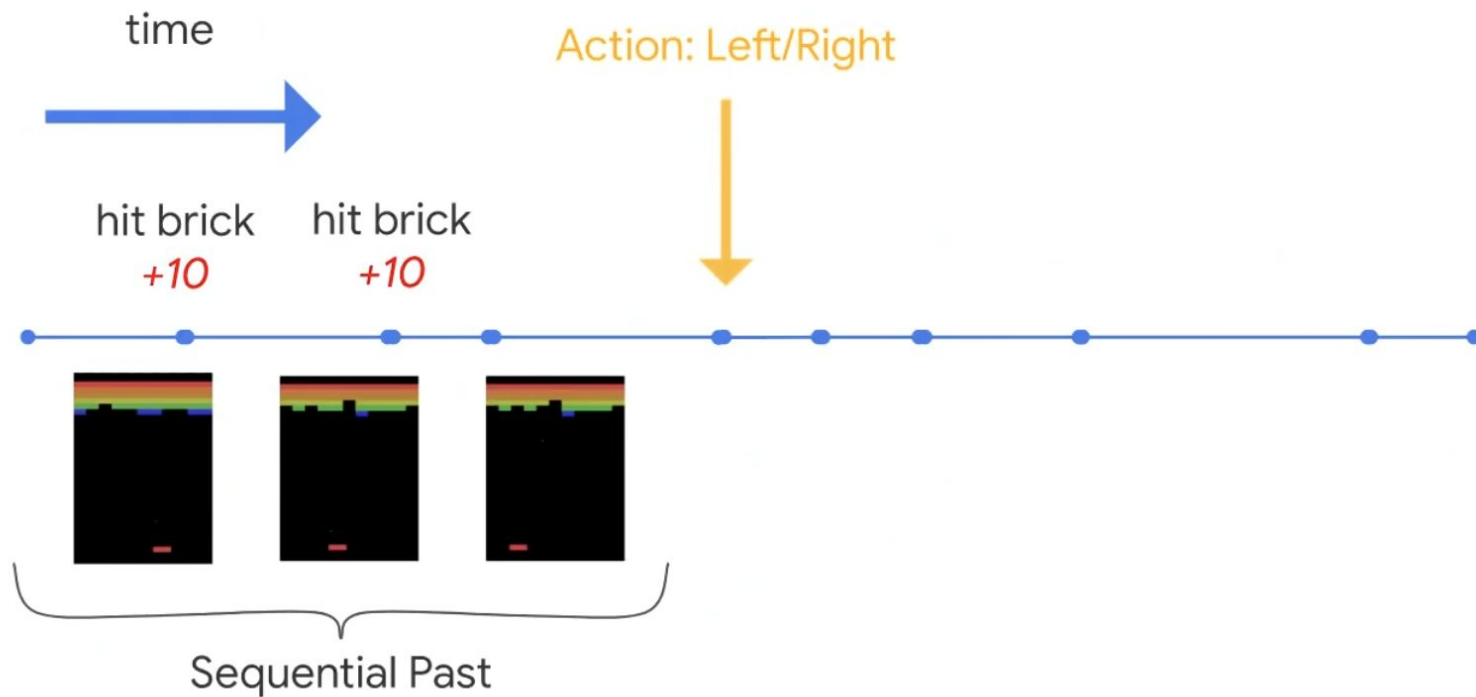 time
Action: Left/Right
hit brick
+10
hit brick
+10
Sequential Past